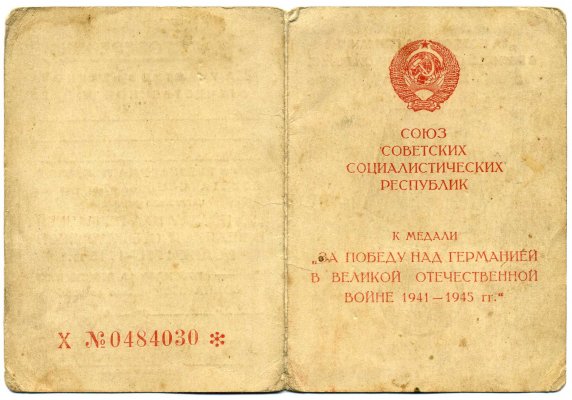 Х №0484030 *
СОЮЗ
СОВЕТСКИХ
СОЦИАЛИСТИЧЕСКИХ
РЕСПУБЛИК
К МЕДАЛИ
„ЗА ПОБЕДУ НАД ГЕРМАНИЕЙ
В ВЕЛИКОЙ ОТЕЧЕСТВЕННОЙ
ВОЙНЕ 1941—1945 гг.“